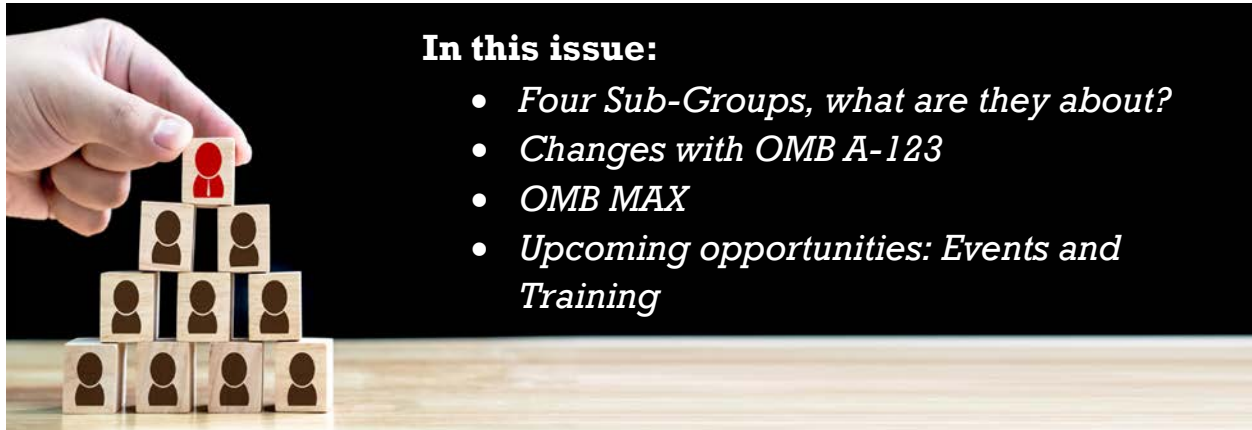 In this issue:
• Four Sub-Groups, what are they about?
• Changes with OMB A-123
• OMB MAX
• Upcoming opportunities: Events and
Training